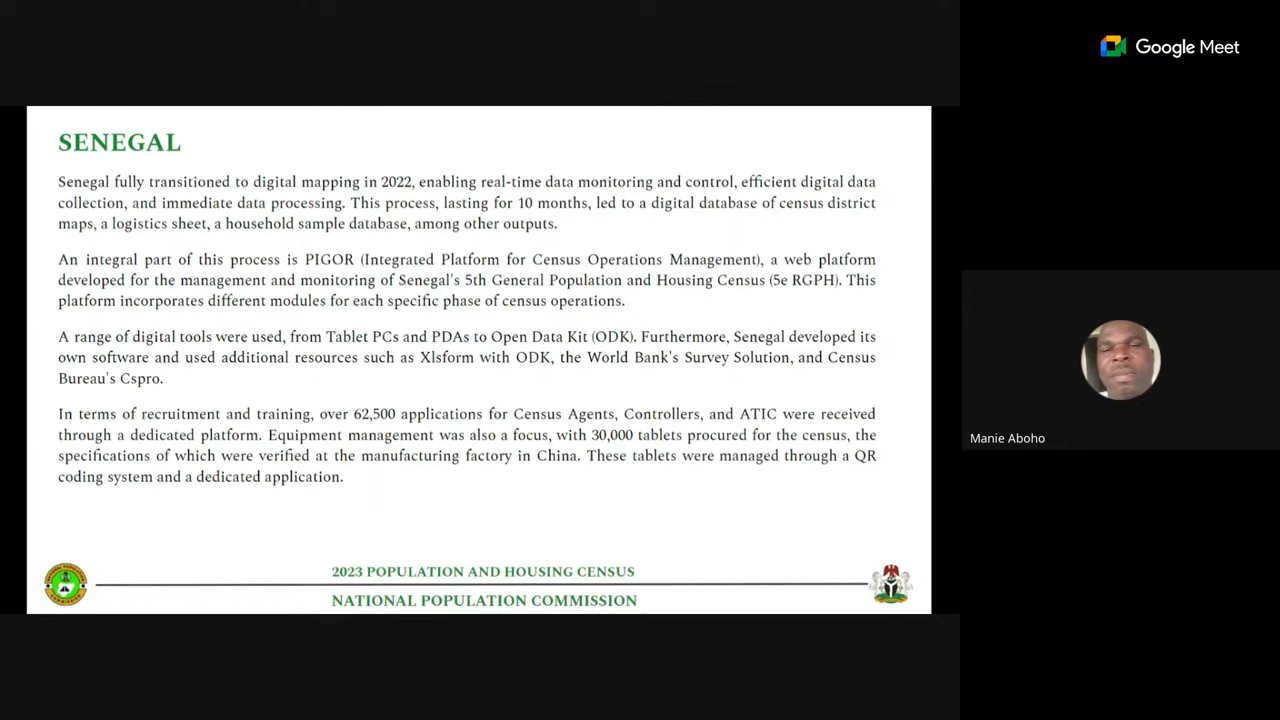 Google Meet
SENEGAL
Senegal fully transitioned to digital mapping in 2022, enabling real-time data monitoring and control, efficient digital data
collection, and immediate data processing. This process, lasting for 10 months, led to a digital database of census district
maps, a logistics sheet, a household sample database, among other outputs.
An integral part of this process is PIGOR (Integrated Platform for Census Operations Management), a web platform
developed for the management and monitoring of Senegal's 5th General Population and Housing Census (5e RGPH). This
platform incorporates different modules for each specific phase of census operations.
A range of digital tools were used, from Tablet PCs and PDAs to Open Data Kit (ODK). Furthermore, Senegal developed its
own software and used additional resources such as Xlsform with ODK, the World Bank's Survey Solution, and Census
Bureau's Cspro.
In terms of recruitment and training, over 62,500 applications for Census Agents, Controllers, and ATIC were received
through a dedicated platform. Equipment management was also a focus, with 30,000 tablets procured for the census, the
specifications of which were verified at the manufacturing factory in China. These tablets were managed through a QR
coding system and a dedicated application.
Manie Aboho
2023 POPULATION AND HOUSING CENSUS
NATIONAL POPULATION COMMISSION